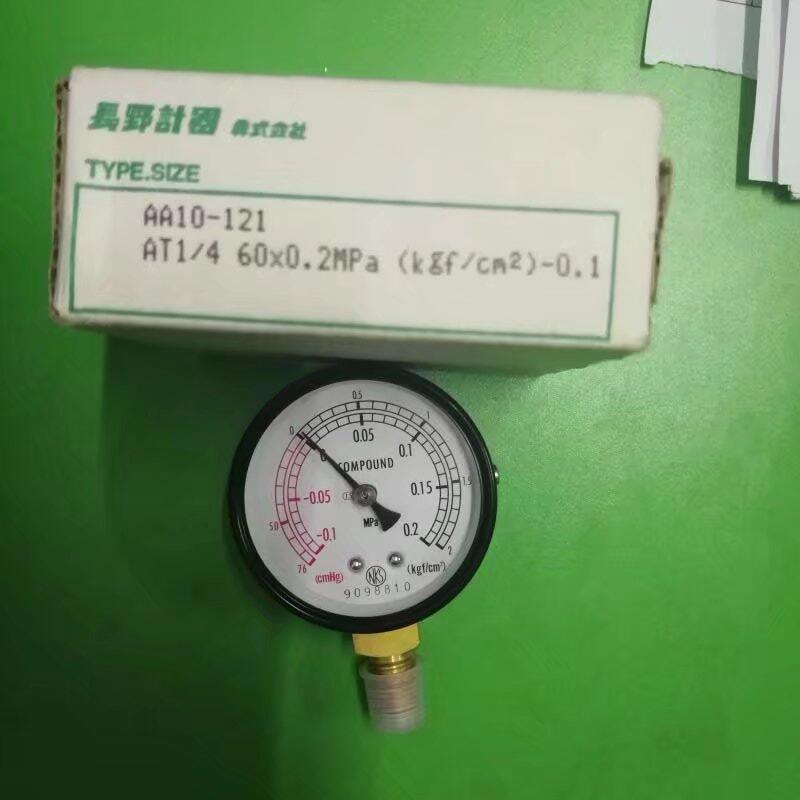 長野計器 株式会社
TYPE.SIZE
AA10-121
AT1/4 60x0.2MPa (kgf/cm²)-0.1
0.5
0 1
0.05
0 0.1
COMPOUND
-0.05 0.15 1.5
MPa
50 -0.1 0.2
76 (cmHg) NKS (kgf/cm²) 2
9098810